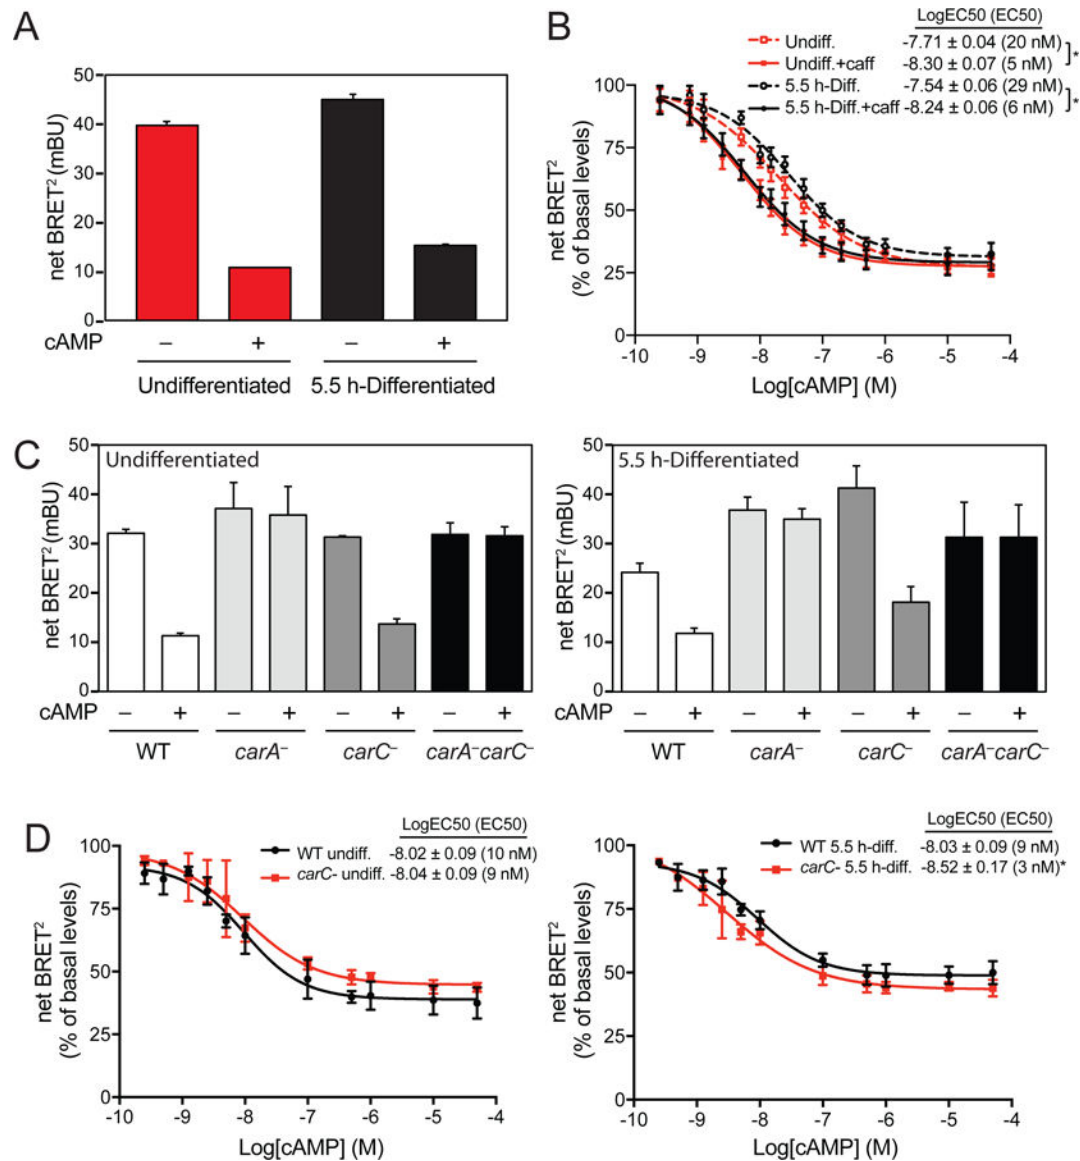 A
net BRET² (mBU)
50
40
30
20
10
0
cAMP
–
+
–
+
Undifferentiated
5.5 h-Differentiated
B
LogEC50 (EC50)
Undiff. -7.71 ± 0.04 (20 nM)
Undiff.+caff -8.30 ± 0.07 (5 nM)
*
5.5 h-Diff. -7.54 ± 0.06 (29 nM)
5.5 h-Diff.+caff -8.24 ± 0.06 (6 nM)
*
net BRET²
(% of basal levels)
100
75
50
25
0
-10 -9 -8 -7 -6 -5 -4
Log[cAMP] (M)
C
Undifferentiated
net BRET² (mBU)
50
40
30
20
10
0
cAMP – + – + – + – +
WT carA⁻ carC⁻ carA⁻carC⁻
5.5 h-Differentiated
net BRET² (mBU)
50
40
30
20
10
0
cAMP – + – + – + – +
WT carA⁻ carC⁻ carA⁻carC⁻
D
LogEC50 (EC50)
WT undiff. -8.02 ± 0.09 (10 nM)
carC- undiff. -8.04 ± 0.09 (9 nM)
net BRET²
(% of basal levels)
100
75
50
25
0
-10 -9 -8 -7 -6 -5 -4
Log[cAMP] (M)
LogEC50 (EC50)
WT 5.5 h-diff. -8.03 ± 0.09 (9 nM)
carC- 5.5 h-diff. -8.52 ± 0.17 (3 nM)*
net BRET²
(% of basal levels)
100
75
50
25
0
-10 -9 -8 -7 -6 -5 -4
Log[cAMP] (M)